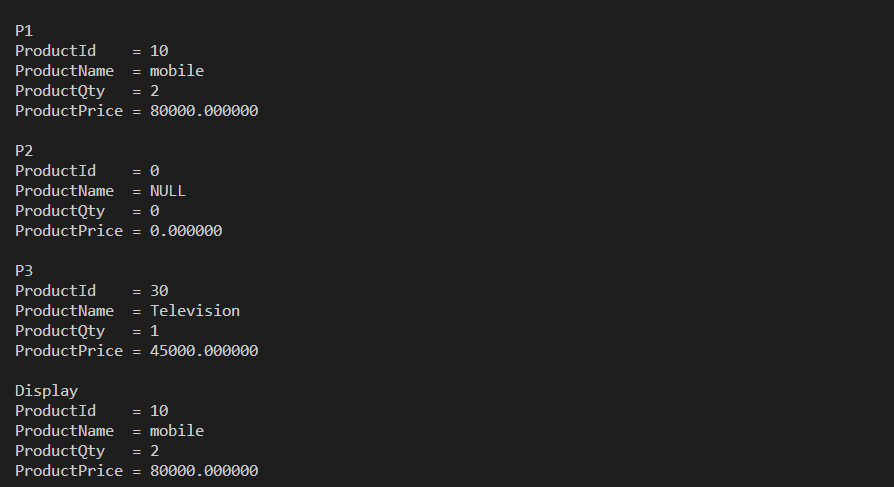 P1
ProductId    = 10
ProductName  = mobile
ProductQty   = 2
ProductPrice = 80000.000000

P2
ProductId    = 0
ProductName  = NULL
ProductQty   = 0
ProductPrice = 0.000000

P3
ProductId    = 30
ProductName  = Television
ProductQty   = 1
ProductPrice = 45000.000000

Display
ProductId    = 10
ProductName  = mobile
ProductQty   = 2
ProductPrice = 80000.000000